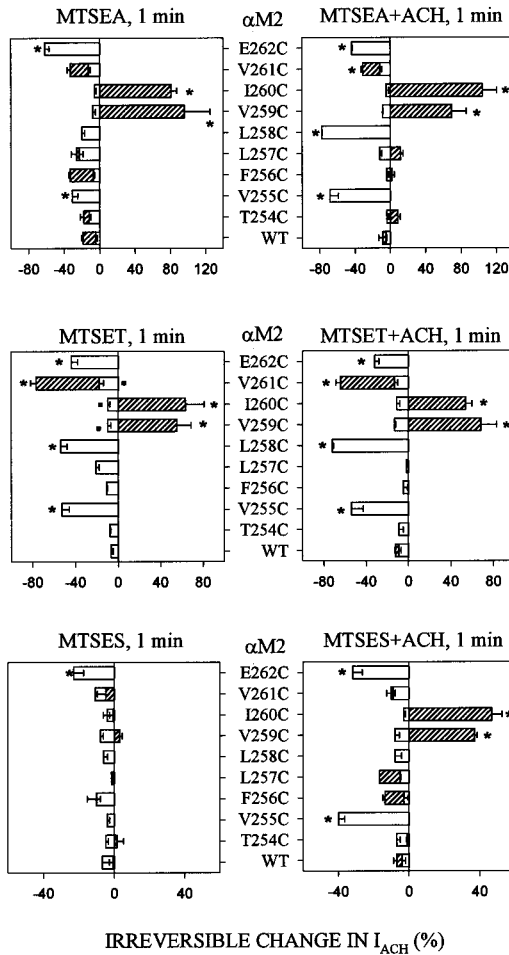 MTSEA, 1 min αM2 MTSEA+ACH, 1 min
* E262C *
V261C *
I260C * *
V259C * *
L258C *
L257C
F256C
* V255C *
T254C
WT
-80 -40 0 40 80 120 -80 -40 0 40 80 120
MTSET, 1 min αM2 MTSET+ACH, 1 min
* E262C *
* V261C *
I260C * *
V259C * *
* L258C *
L257C
F256C
* V255C *
T254C
WT
-80 -40 0 40 80 -80 -40 0 40 80
MTSES, 1 min αM2 MTSES+ACH, 1 min
* E262C *
V261C
I260C *
V259C *
L258C
L257C
F256C
V255C *
T254C
WT
-40 0 40 -40 0 40
IRREVERSIBLE CHANGE IN I_ACH (%)